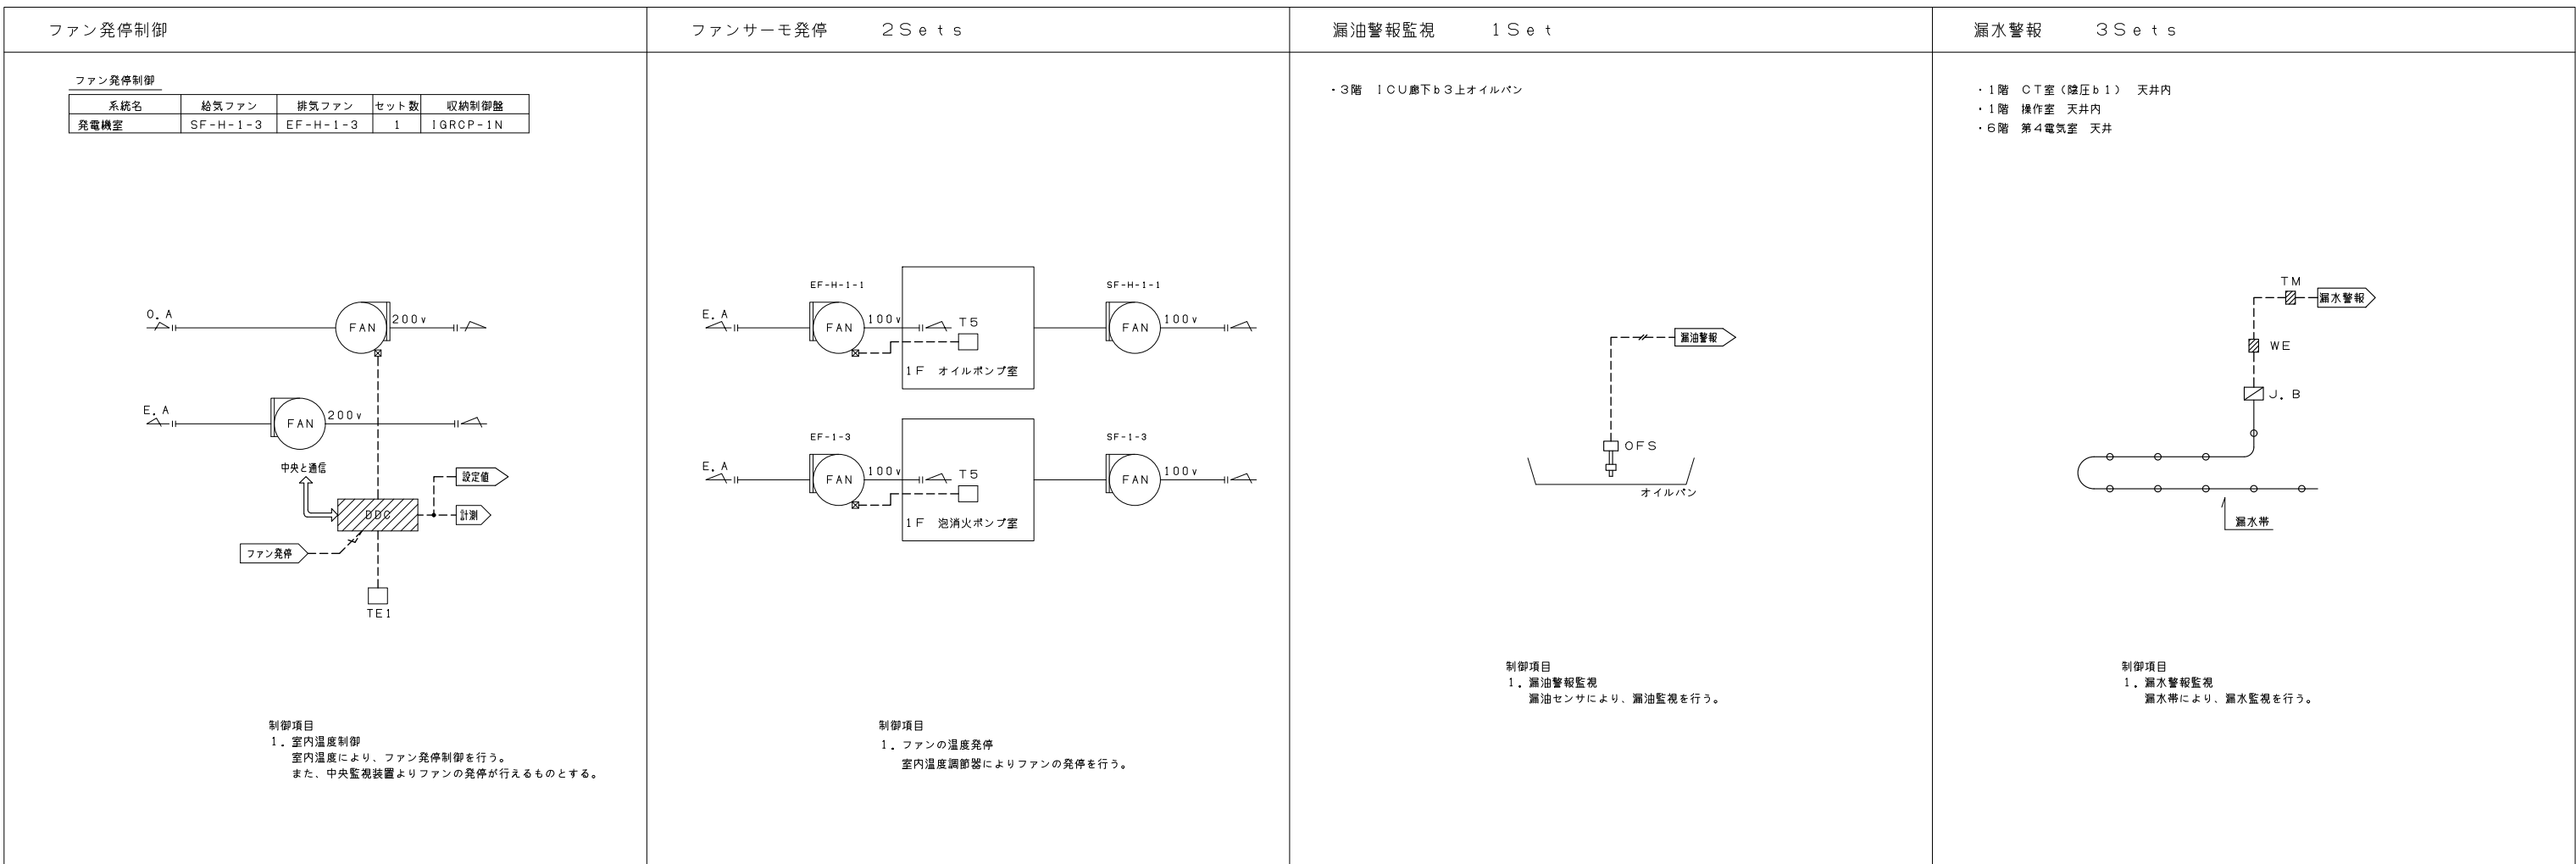 ファン発停制御
ファン発停制御
系統名 給気ファン 排気ファン セット数 収納制御盤
発電機室 SF-H-1-3 EF-H-1-3 1 IGRCP-1N
O. A
FAN
200v
E. A
FAN
200v
中央と通信
設定値
DDC
計測
ファン発停
TE1
制御項目
1. 室内温度制御
室内温度により、ファン発停制御を行う。
また、中央監視装置よりファンの発停が行えるものとする。
ファンサーモ発停 2Sets
EF-H-1-1
SF-H-1-1
E. A
FAN
100v
T5
FAN
100v
1F オイルポンプ室
EF-1-3
SF-1-3
E. A
FAN
100v
T5
FAN
100v
1F 泡消火ポンプ室
制御項目
1. ファンの温度発停
室内温度調節器によりファンの発停を行う。
漏油警報監視 1Set
・3階 ICU廊下b3上オイルパン
漏油警報
OFS
オイルパン
制御項目
1. 漏油警報監視
漏油センサにより、漏油監視を行う。
漏水警報 3Sets
・1階 CT室(陰圧b1) 天井内
・1階 操作室 天井内
・6階 第4電気室 天井
TM
漏水警報
WE
J. B
漏水帯
制御項目
1. 漏水警報監視
漏水帯により、漏水監視を行う。